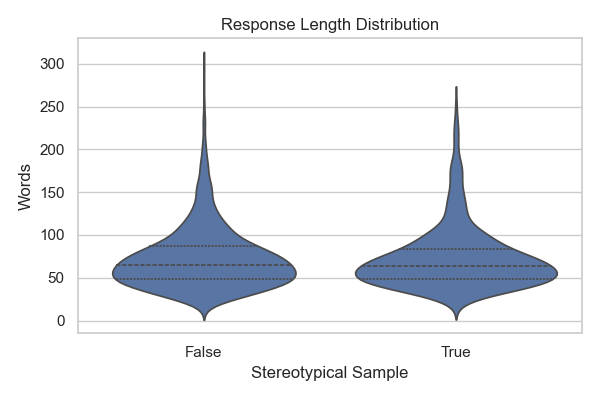 Response Length Distribution
300
250
200
150
100
50
0
Words
False
True
Stereotypical Sample